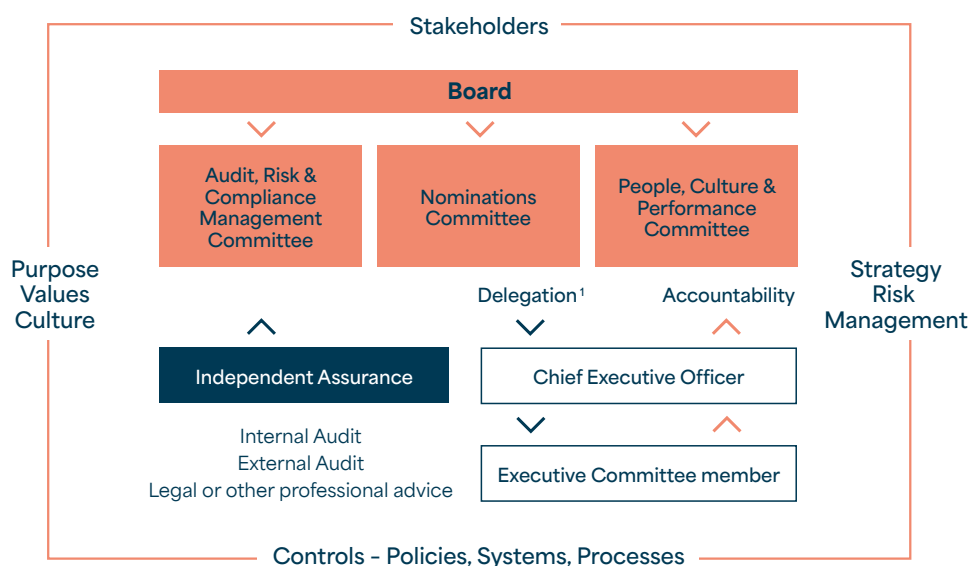 Stakeholders
Board
Audit, Risk &
Compliance
Management
Committee
Nominations
Committee
People, Culture &
Performance
Committee
Purpose
Values
Culture
Strategy
Risk
Management
Delegation¹
Accountability
Independent Assurance
Chief Executive Officer
Internal Audit
External Audit
Legal or other professional advice
Executive Committee member
Controls – Policies, Systems, Processes